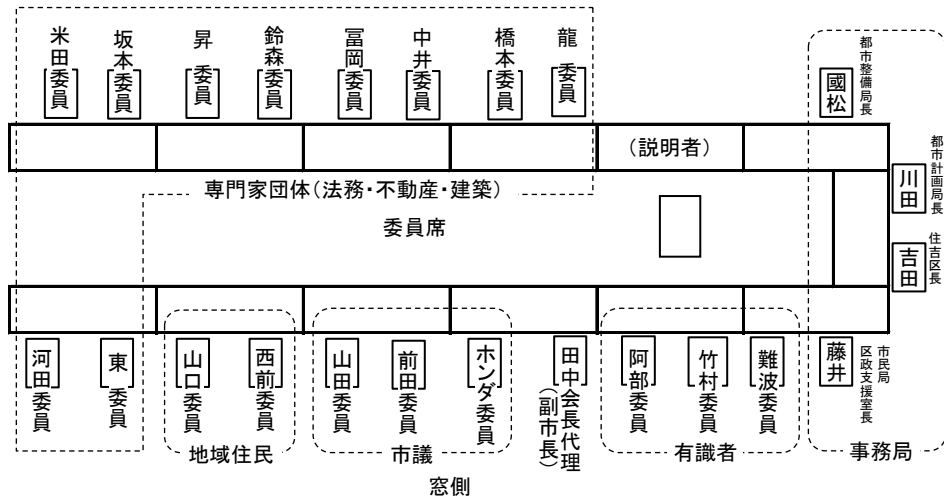 米田委員
坂本委員
昇 委員
鈴森委員
冨岡委員
中井委員
橋本委員
龍 委員
國松
都市整備局長
(説明者)
川田
都市計画局長
専門家団体(法務・不動産・建築)
委員席
吉田
住吉区長
河田委員
東 委員
山口委員
西前委員
山田委員
前田委員
ホンダ委員
田中会長代理
(副市長)
阿部委員
竹村委員
難波委員
藤井
市民局
区政支援室長
地域住民
市議
有識者
事務局
窓側